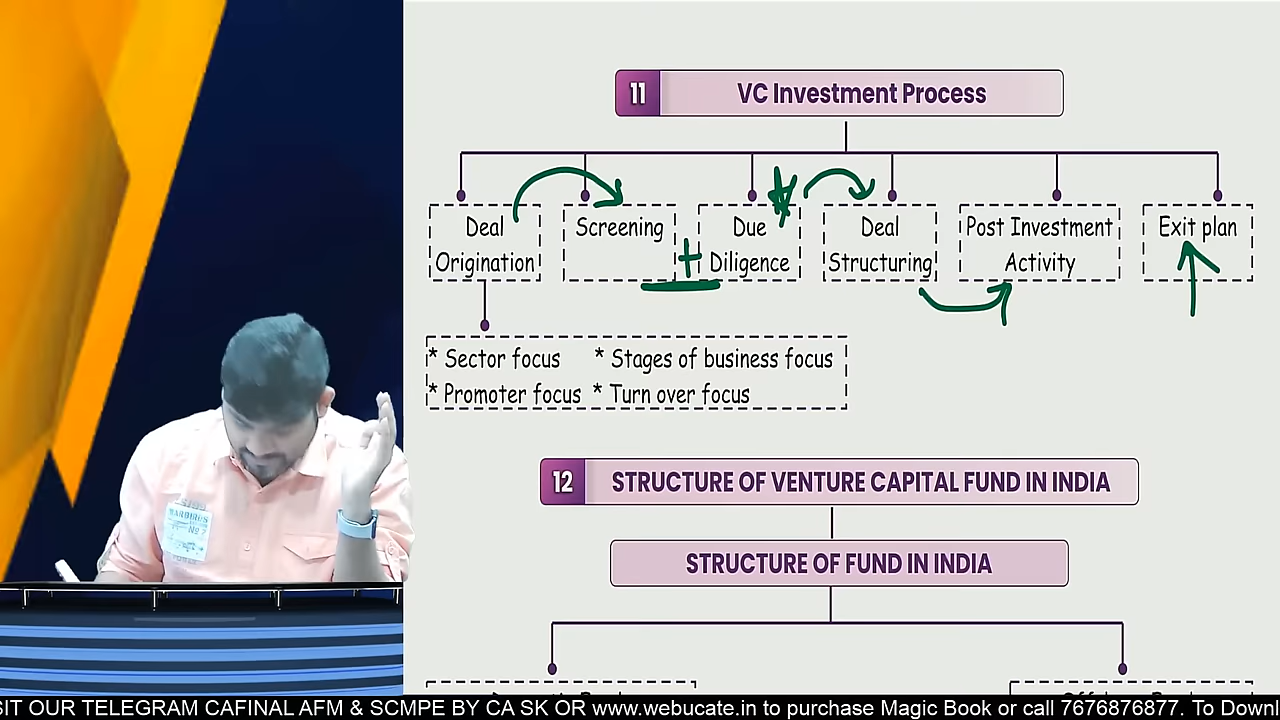 11 VC Investment Process
Deal
Origination
Screening
Due
Diligence
Deal
Structuring
Post Investment
Activity
Exit plan
* Sector focus * Stages of business focus
* Promoter focus * Turn over focus
12 STRUCTURE OF VENTURE CAPITAL FUND IN INDIA
STRUCTURE OF FUND IN INDIA
SIT OUR TELEGRAM CAFINAL AFM & SCMPE BY CA SK OR www.webucate.in to purchase Magic Book or call 7676876877. To Downl